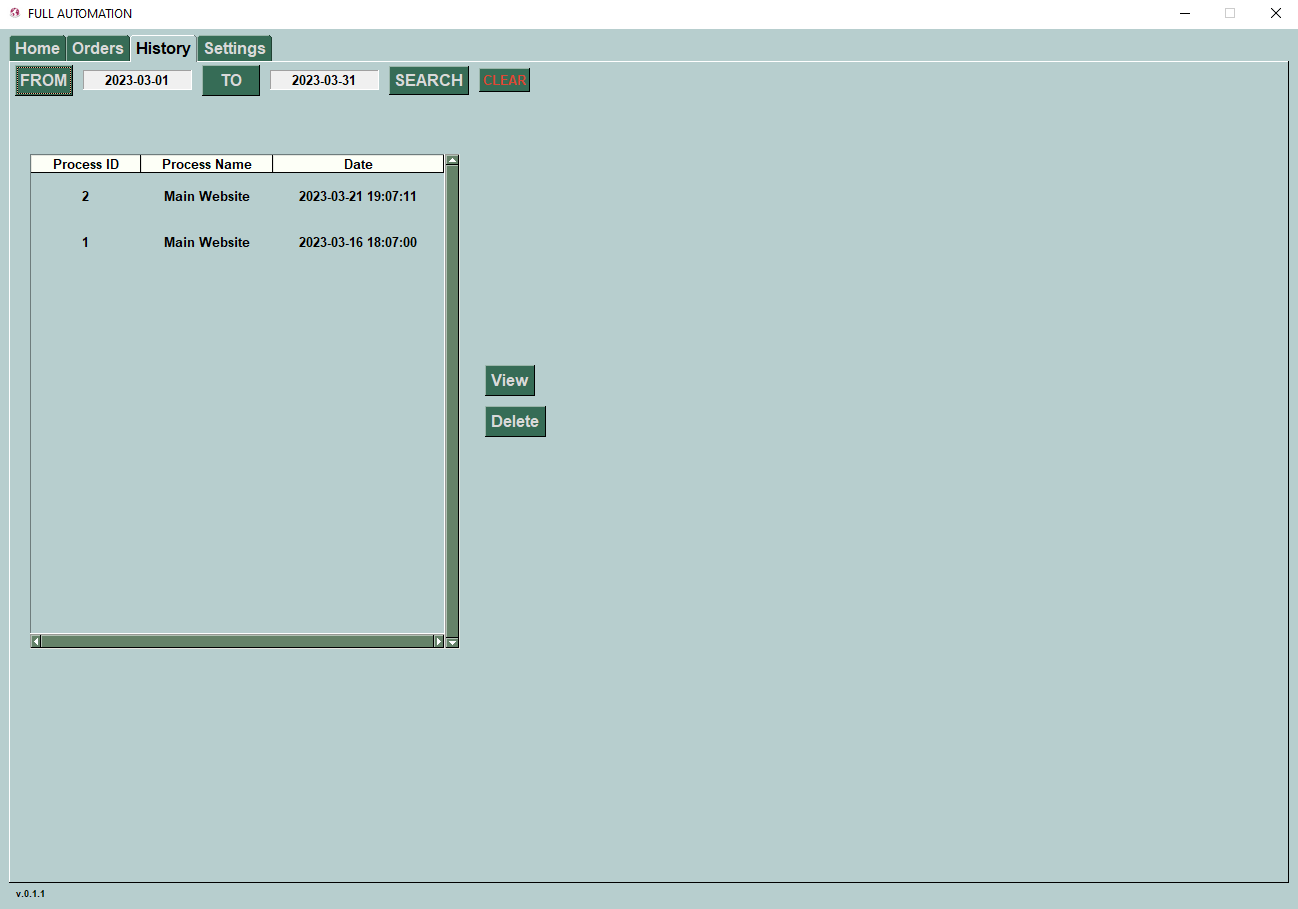 FULL AUTOMATION
Home Orders History Settings
FROM 2023-03-01 TO 2023-03-31 SEARCH CLEAR
Process ID Process Name Date
2 Main Website 2023-03-21 19:07:11
1 Main Website 2023-03-16 18:07:00
View
Delete
v.0.1.1